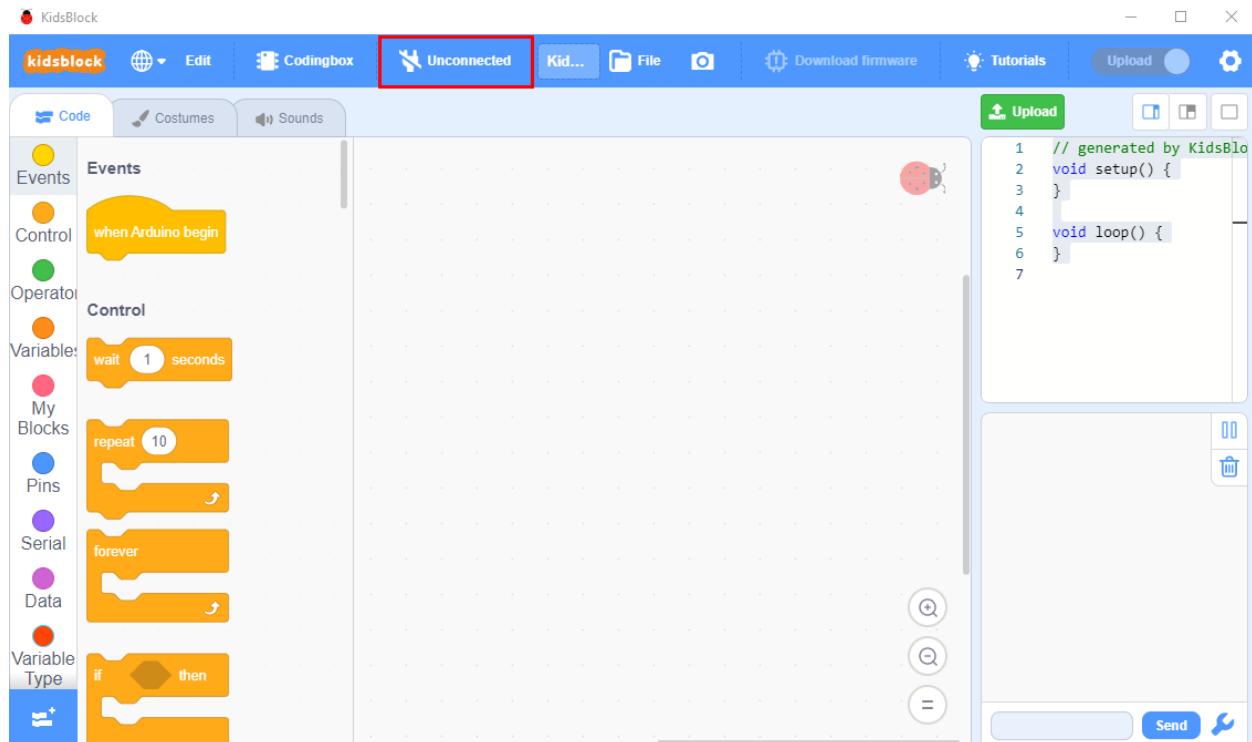 KidsBlock
kidsblock Edit Codingbox Unconnected Kid... File Download firmware Tutorials Upload
Code Costumes Sounds
Upload
Events
Control
Operator
Variables
My
Blocks
Pins
Serial
Data
Variable
Type
Events
when Arduino begin
Control
wait 1 seconds
repeat 10
forever
if then
1 // generated by KidsBlo
2 void setup() {
3 }
4
5 void loop() {
6 }
7
Send